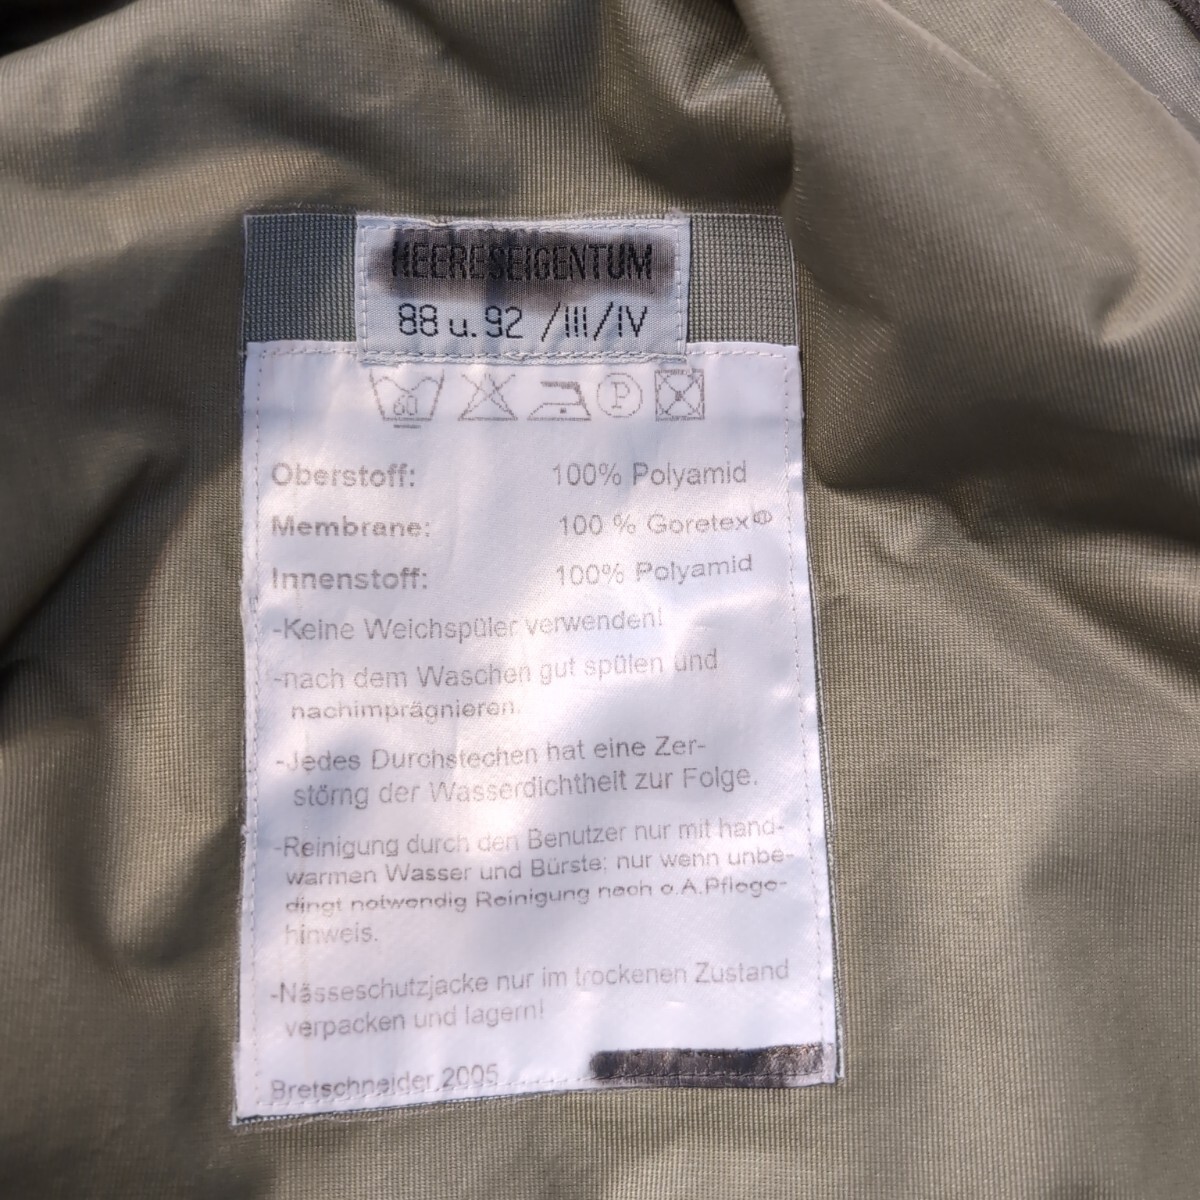 HEERESEIGENTUM
88 u. 92 /III/IV
60 P
Oberstoff: 100% Polyamid
Membrane: 100 % Goretex®
Innenstoff: 100% Polyamid
-Keine Weichspüler verwenden!
-nach dem Waschen gut spülen und
nachimprägnieren.
-Jedes Durchstechen hat eine Zer-
störng der Wasserdichtheit zur Folge.
-Reinigung durch den Benutzer nur mit hand-
warmen Wasser und Bürste; nur wenn unbe-
dingt notwendig Reinigung nach o.A.Pflege-
hinweis.
-Nässeschutzjacke nur im trockenen Zustand
verpacken und lagern!
Bretschneider 2005